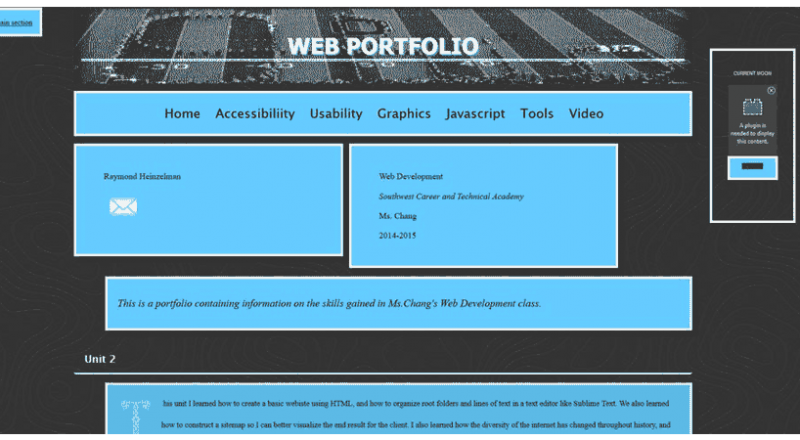 main section
WEB PORTFOLIO
CURRENT MOON
Home Accessibiliity Usability Graphics Javascript Tools Video
A plugin is
needed to display
this content.
Raymond Heinzelman
Web Development
Southwest Career and Technical Academy
Ms. Chang
2014-2015
This is a portfolio containing information on the skills gained in Ms.Chang's Web Development class.
Unit 2
This unit I learned how to create a basic website using HTML, and how to organize root folders and lines of text in a text editor like Sublime Text. We also learned
how to construct a sitemap so I can better visualize the end result for the client. I also learned how the diversity of the internet has changed throughout history, and